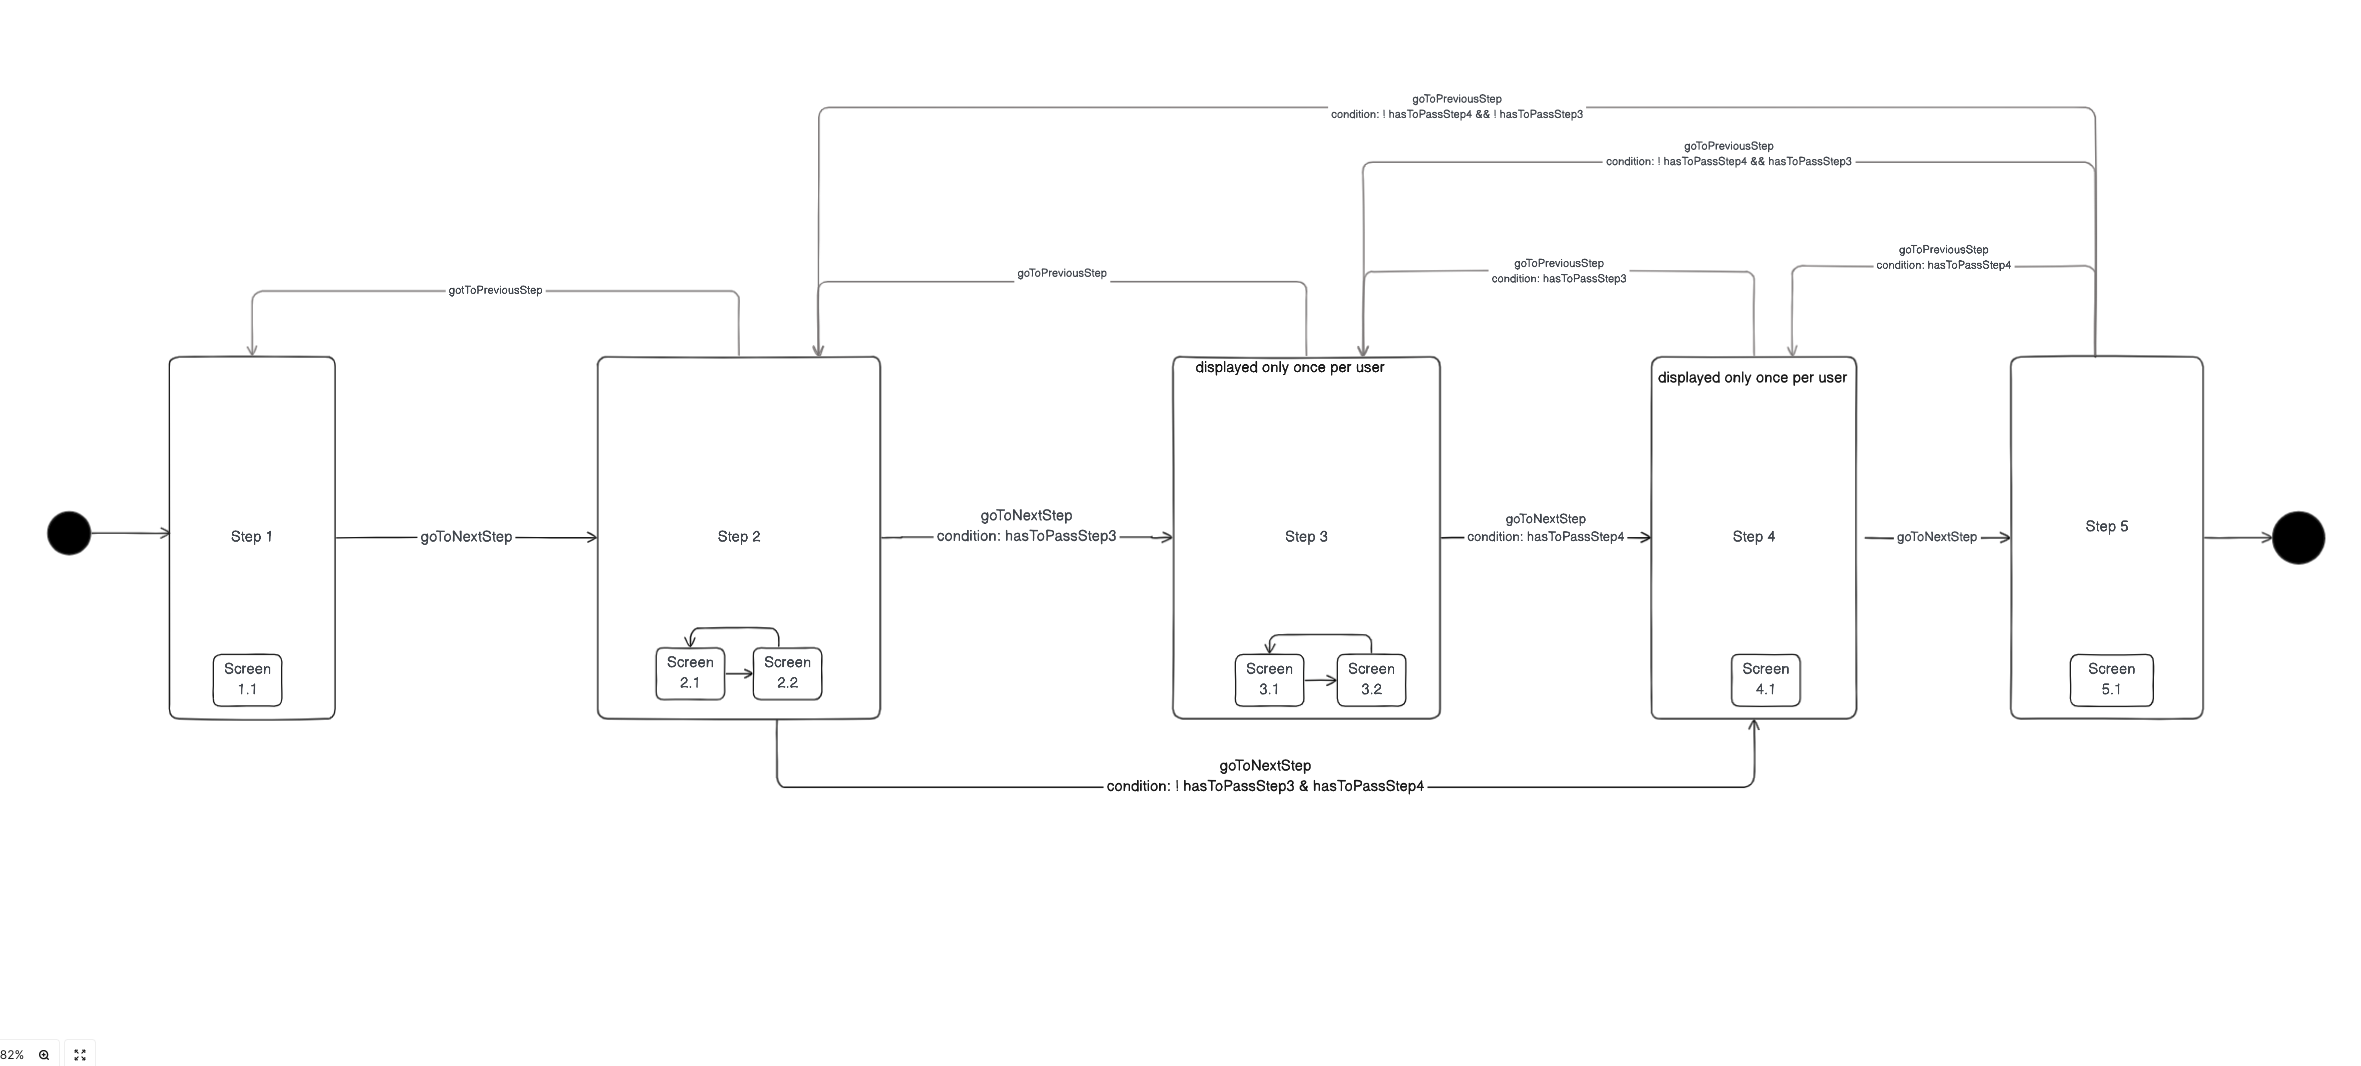 goToPreviousStep
condition: ! hasToPassStep4 && ! hasToPassStep3
goToPreviousStep
condition: ! hasToPassStep4 && hasToPassStep3
goToPreviousStep
condition: hasToPassStep4
goToPreviousStep
condition: hasToPassStep3
goToPreviousStep
gotToPreviousStep
displayed only once per user
displayed only once per user
Step 1
goToNextStep
Step 2
goToNextStep
condition: hasToPassStep3
Step 3
goToNextStep
condition: hasToPassStep4
Step 4
goToNextStep
Step 5
Screen
1.1
Screen
2.1
Screen
2.2
Screen
3.1
Screen
3.2
Screen
4.1
Screen
5.1
goToNextStep
condition: ! hasToPassStep3 & hasToPassStep4
82%